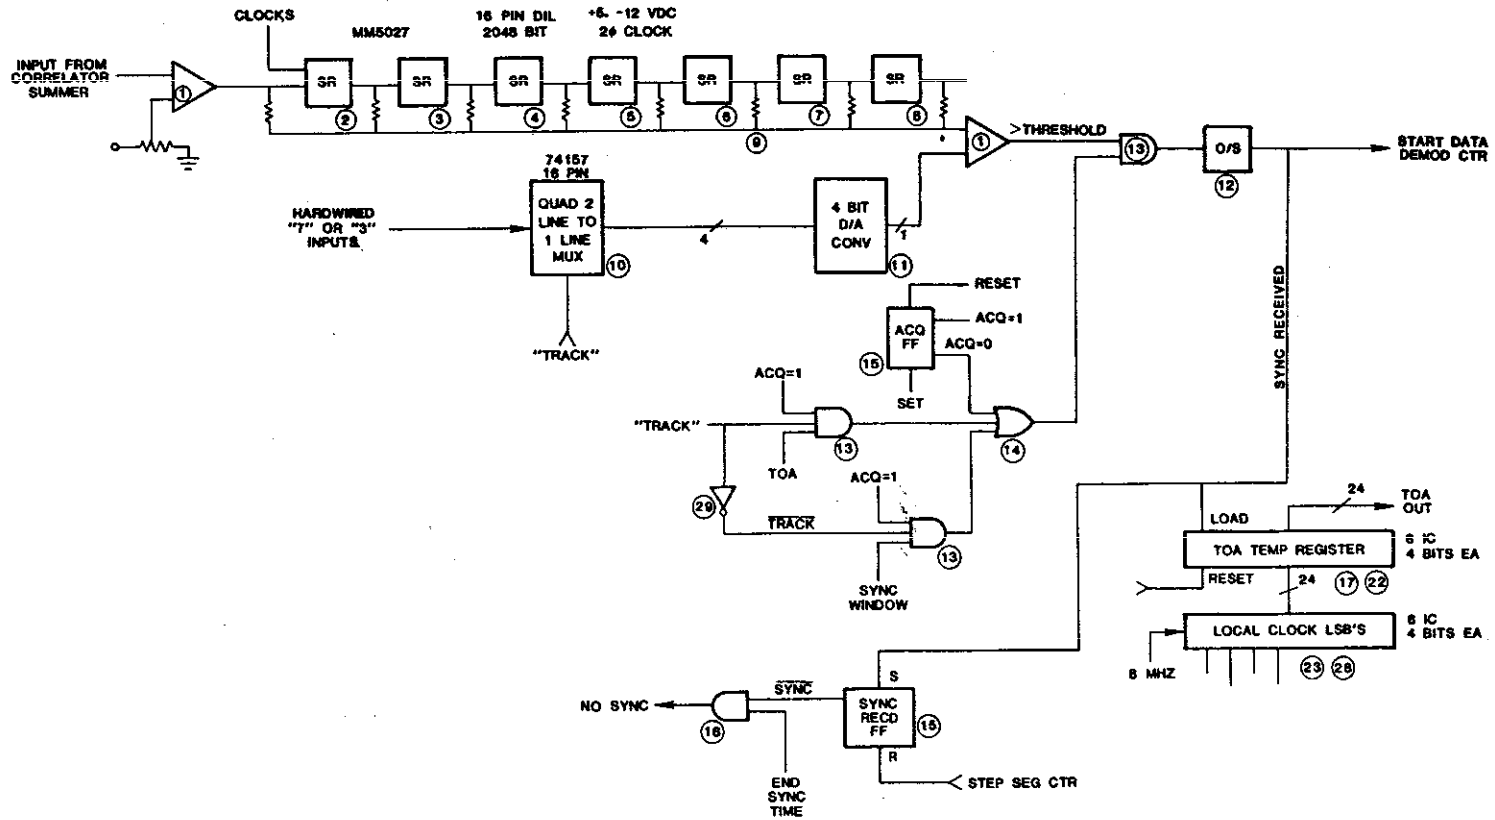 CLOCKS
MM5027
16 PIN DIL
2048 BIT
+5. -12 VDC
2ϕ CLOCK
INPUT FROM
CORRELATOR
SUMMER
1
SR
2
SR
3
SR
4
SR
5
SR
6
SR
7
SR
8
9
1
>THRESHOLD
13
O/S
12
START DATA
DEMOD CTR
74157
16 PIN
QUAD 2
LINE TO
1 LINE
MUX
10
HARDWIRED
"7" OR "3"
INPUTS
"TRACK"
4
4 BIT
D/A
CONV
11
1
RESET
ACQ
FF
ACQ=1
ACQ=0
15
SET
SYNC RECEIVED
ACQ=1
"TRACK"
13
TOA
14
ACQ=1
29
TRACK
13
SYNC
WINDOW
24
TOA
OUT
LOAD
TOA TEMP REGISTER
6 IC
4 BITS EA
RESET
24
17
22
LOCAL CLOCK LSB'S
6 IC
4 BITS EA
8 MHZ
23
28
S
SYNC
NO SYNC
16
SYNC
RECD
FF
15
R
END
SYNC
TIME
STEP SEG CTR